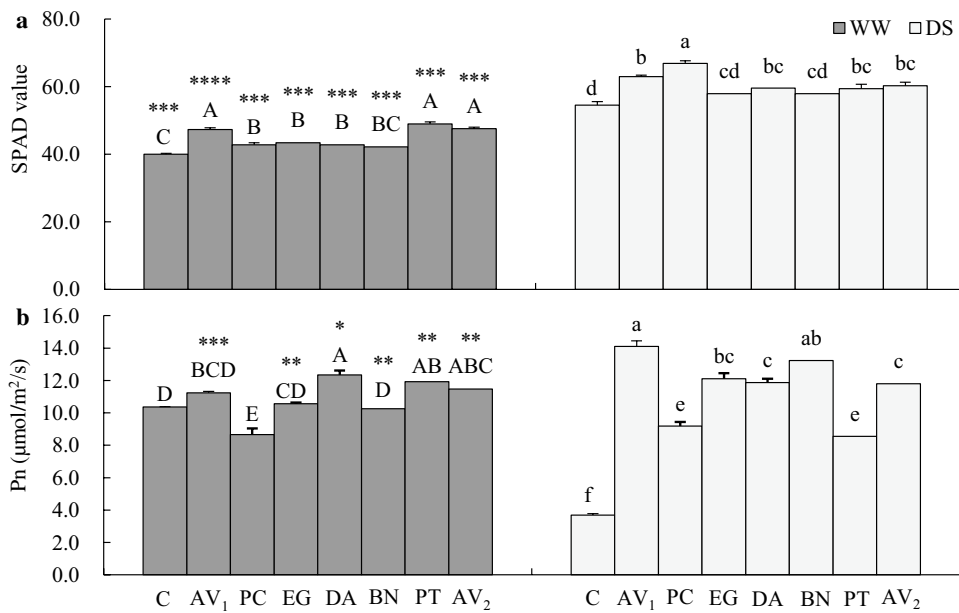 a
80.0
60.0
40.0
20.0
0.0
SPAD value
WW DS
*** **** *** *** *** *** *** ***
C A B B B BC A A
d b a cd bc cd bc bc
b
16.0
14.0
12.0
10.0
8.0
6.0
4.0
2.0
0.0
Pn (µmol/m²/s)
*** ** * ** ** **
D BCD E CD A D AB ABC
f a e bc c ab e c
C AV₁ PC EG DA BN PT AV₂ C AV₁ PC EG DA BN PT AV₂